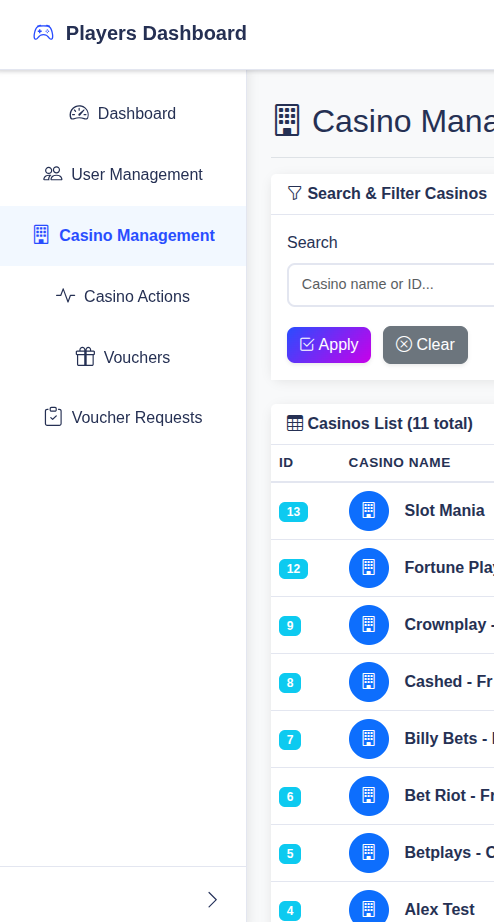 Players Dashboard
Dashboard
User Management
Casino Management
Casino Actions
Vouchers
Voucher Requests
Casino Mana
Search & Filter Casinos
Search
Casino name or ID...
Apply Clear
Casinos List (11 total)
ID CASINO NAME
13 Slot Mania
12 Fortune Play
9 Crownplay -
8 Cashed - Fr
7 Billy Bets -
6 Bet Riot - Fr
5 Betplays - C
4 Alex Test